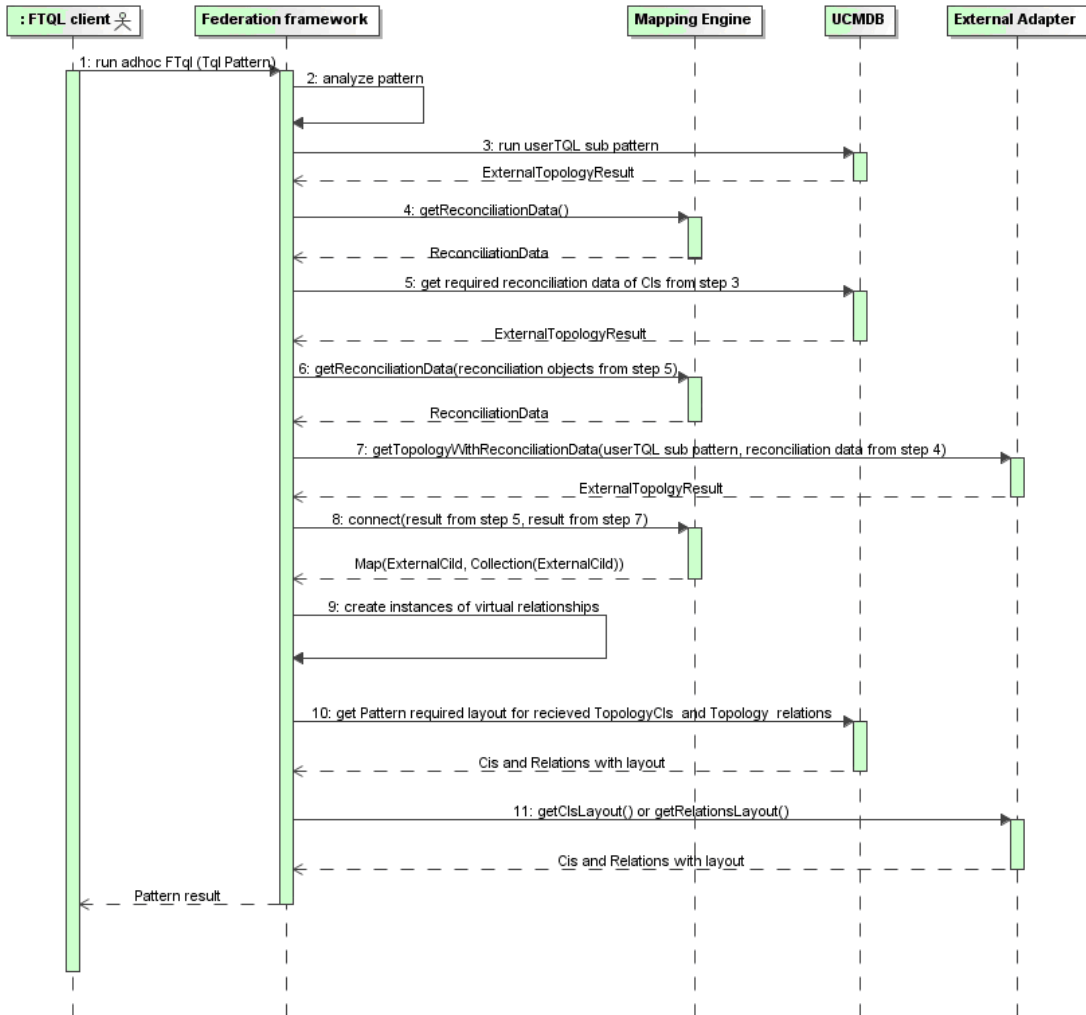 : FTQL client
Federation framework
Mapping Engine
UCMDB
External Adapter
1: run adhoc FTql (Tql Pattern)
2: analyze pattern
3: run userTQL sub pattern
ExternalTopologyResult
4: getReconciliationData()
ReconciliationData
5: get required reconciliation data of CIs from step 3
ExternalTopologyResult
6: getReconciliationData(reconciliation objects from step 5)
ReconciliationData
7: getTopologyWithReconciliationData(userTQL sub pattern, reconciliation data from step 4)
ExternalTopolgyResult
8: connect(result from step 5, result from step 7)
Map(ExternalCiId, Collection(ExternalCiId))
9: create instances of virtual relationships
10: get Pattern required layout for recieved TopologyCIs and Topology relations
Cis and Relations with layout
11: getCIsLayout() or getRelationsLayout()
Cis and Relations with layout
Pattern result